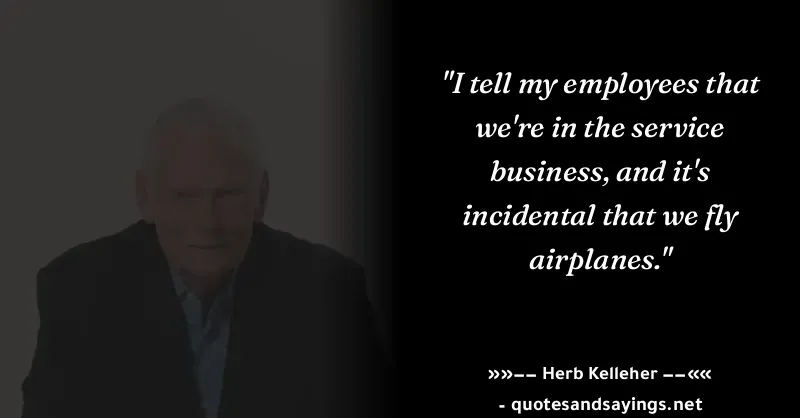 "I tell my employees that
we're in the service
business, and it's
incidental that we fly
airplanes."
»»–– Herb Kelleher ––««
- quotesandsayings.net